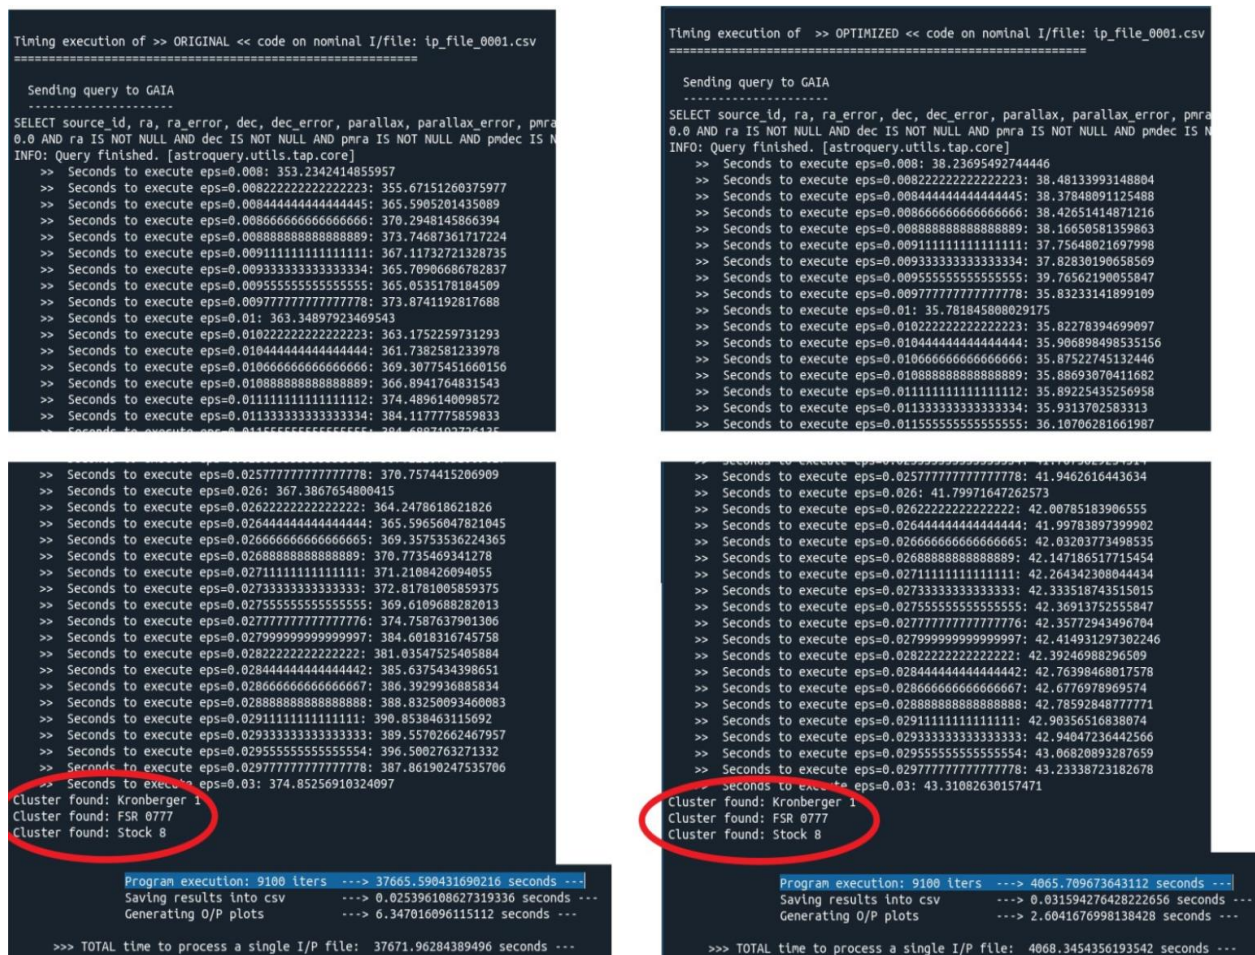 Timing execution of >> ORIGINAL << code on nominal I/file: ip_file_0001.csv
==========================================================
Sending query to GAIA
---------------------
SELECT source_id, ra, ra_error, dec, dec_error, parallax, parallax_error, pmra
0.0 AND ra IS NOT NULL AND dec IS NOT NULL AND pmra IS NOT NULL AND pmdec IS N
INFO: Query finished. [astroquery.utils.tap.core]
>> Seconds to execute eps=0.008: 353.2342414855957
>> Seconds to execute eps=0.008222222222222223: 355.67151260375977
>> Seconds to execute eps=0.008444444444444445: 365.5905201435089
>> Seconds to execute eps=0.008666666666666666: 370.2948145866394
>> Seconds to execute eps=0.008888888888888889: 373.74687361717224
>> Seconds to execute eps=0.009111111111111111: 367.11732721328735
>> Seconds to execute eps=0.009333333333333334: 365.70906686782837
>> Seconds to execute eps=0.009555555555555555: 365.0535178184509
>> Seconds to execute eps=0.009777777777777778: 373.8741192817688
>> Seconds to execute eps=0.01: 363.34897923469543
>> Seconds to execute eps=0.010222222222222223: 363.1752259731293
>> Seconds to execute eps=0.010444444444444444: 361.7382581233978
>> Seconds to execute eps=0.010666666666666666: 369.30775451660156
>> Seconds to execute eps=0.010888888888888889: 366.8941764831543
>> Seconds to execute eps=0.011111111111111112: 374.4896140098572
>> Seconds to execute eps=0.011333333333333334: 384.1177775859833
>> Seconds to execute eps=0.025777777777777778: 370.7574415206909
>> Seconds to execute eps=0.026: 367.3867654800415
>> Seconds to execute eps=0.02622222222222222: 364.2478618621826
>> Seconds to execute eps=0.026444444444444444: 365.59656047821045
>> Seconds to execute eps=0.026666666666666665: 369.35753536224365
>> Seconds to execute eps=0.02688888888888889: 370.7735469341278
>> Seconds to execute eps=0.02711111111111111: 371.2108426094055
>> Seconds to execute eps=0.02733333333333333: 372.81781005859375
>> Seconds to execute eps=0.027555555555555555: 369.6109688282013
>> Seconds to execute eps=0.027777777777777776: 374.7587637901306
>> Seconds to execute eps=0.027999999999999997: 384.6018316745758
>> Seconds to execute eps=0.02822222222222222: 381.03547525405884
>> Seconds to execute eps=0.028444444444444442: 385.6375434398651
>> Seconds to execute eps=0.028666666666666667: 386.3929936885834
>> Seconds to execute eps=0.028888888888888888: 388.83250093460083
>> Seconds to execute eps=0.02911111111111111: 390.8538463115692
>> Seconds to execute eps=0.029333333333333333: 389.55702662467957
>> Seconds to execute eps=0.029555555555555554: 396.5002763271332
>> Seconds to execute eps=0.029777777777777778: 387.86190247535706
>> Seconds to execute eps=0.03: 374.85256910324097
Cluster found: Kronberger 1
Cluster found: FSR 0777
Cluster found: Stock 8
Program execution: 9100 iters ---> 37665.590431690216 seconds ---
Saving results into csv ---> 0.025396108627319336 seconds ---
Generating O/P plots ---> 6.347016096115112 seconds ---
>>> TOTAL time to process a single I/P file: 37671.96284389496 seconds ---
Timing execution of >> OPTIMIZED << code on nominal I/file: ip_file_0001.csv
============================================================
Sending query to GAIA
---------------------
SELECT source_id, ra, ra_error, dec, dec_error, parallax, parallax_error, pmra
0.0 AND ra IS NOT NULL AND dec IS NOT NULL AND pmra IS NOT NULL AND pmdec IS N
INFO: Query finished. [astroquery.utils.tap.core]
>> Seconds to execute eps=0.008: 38.23695492744446
>> Seconds to execute eps=0.008222222222222223: 38.48133993148804
>> Seconds to execute eps=0.008444444444444445: 38.37848091125488
>> Seconds to execute eps=0.008666666666666666: 38.42651414871216
>> Seconds to execute eps=0.008888888888888889: 38.16650581359863
>> Seconds to execute eps=0.009111111111111111: 37.75648021697998
>> Seconds to execute eps=0.009333333333333334: 37.82830190658569
>> Seconds to execute eps=0.009555555555555555: 39.76562190055847
>> Seconds to execute eps=0.009777777777777778: 35.83233141899109
>> Seconds to execute eps=0.01: 35.781845808029175
>> Seconds to execute eps=0.010222222222222223: 35.82278394699097
>> Seconds to execute eps=0.010444444444444444: 35.906898498535156
>> Seconds to execute eps=0.010666666666666666: 35.87522745132446
>> Seconds to execute eps=0.010888888888888889: 35.88693070411682
>> Seconds to execute eps=0.011111111111111112: 35.89225435256958
>> Seconds to execute eps=0.011333333333333334: 35.9313702583313
>> Seconds to execute eps=0.011555555555555555: 36.10706281661987
>> Seconds to execute eps=0.025777777777777778: 41.9462616443634
>> Seconds to execute eps=0.026: 41.79971647262573
>> Seconds to execute eps=0.02622222222222222: 42.00785183906555
>> Seconds to execute eps=0.026444444444444444: 41.99783897399902
>> Seconds to execute eps=0.026666666666666665: 42.03203773498535
>> Seconds to execute eps=0.02688888888888889: 42.147186517715454
>> Seconds to execute eps=0.02711111111111111: 42.264342308044434
>> Seconds to execute eps=0.02733333333333333: 42.333518743515015
>> Seconds to execute eps=0.027555555555555555: 42.36913752555847
>> Seconds to execute eps=0.027777777777777776: 42.35772943496704
>> Seconds to execute eps=0.027999999999999997: 42.414931297302246
>> Seconds to execute eps=0.02822222222222222: 42.39246988296509
>> Seconds to execute eps=0.028444444444444442: 42.76398468017578
>> Seconds to execute eps=0.028666666666666667: 42.6776978969574
>> Seconds to execute eps=0.028888888888888888: 42.78592848777771
>> Seconds to execute eps=0.02911111111111111: 42.90356516838074
>> Seconds to execute eps=0.029333333333333333: 42.94047236442566
>> Seconds to execute eps=0.029555555555555554: 43.06820893287659
>> Seconds to execute eps=0.029777777777777778: 43.23338723182678
>> Seconds to execute eps=0.03: 43.31082630157471
Cluster found: Kronberger 1
Cluster found: FSR 0777
Cluster found: Stock 8
Program execution: 9100 iters ---> 4065.709673643112 seconds ---
Saving results into csv ---> 0.031594276428222656 seconds ---
Generating O/P plots ---> 2.6041676998138428 seconds ---
>>> TOTAL time to process a single I/P file: 4068.3454356193542 seconds ---